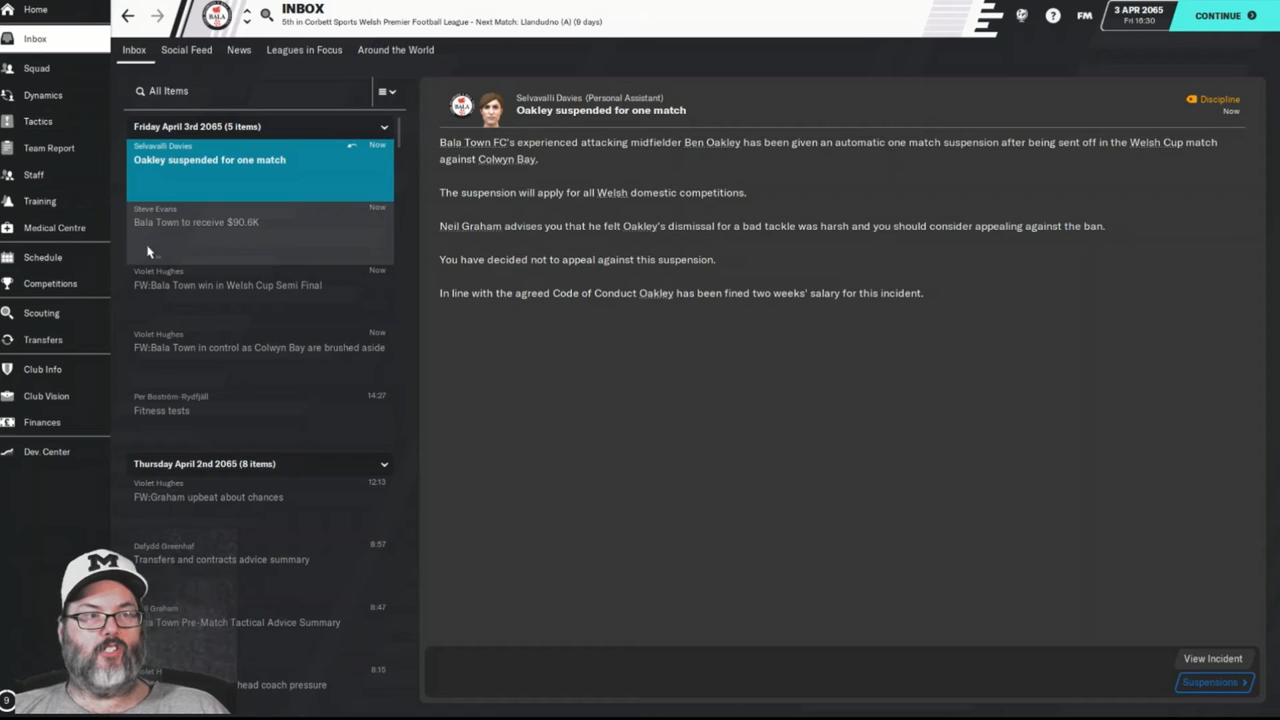 Home
Inbox
Squad
Dynamics
Tactics
Team Report
Staff
Training
Medical Centre
Schedule
Competitions
Scouting
Transfers
Club Info
Club Vision
Finances
Dev. Center
9
BALA
INBOX
5th in Corbett Sports Welsh Premier Football League - Next Match: Llandudno (A) (9 days)
FM
3 APR 2065
Fri 16:30
CONTINUE
Inbox
Social Feed
News
Leagues in Focus
Around the World
All Items
Friday April 3rd 2065 (5 items)
Selvavalli Davies
Now
Oakley suspended for one match
Steve Evans
Now
Bala Town to receive $90.6K
Violet Hughes
Now
FW:Bala Town win in Welsh Cup Semi Final
Violet Hughes
Now
FW:Bala Town in control as Colwyn Bay are brushed aside
Per Boström-Rydfjäll
14:27
Fitness tests
Thursday April 2nd 2065 (8 items)
Violet Hughes
12:13
FW:Graham upbeat about chances
Dafydd Greenhaf
8:57
Transfers and contracts advice summary
Graham
8:47
Town Pre-Match Tactical Advice Summary
8:15
head coach pressure
M
BALA
Selvavalli Davies (Personal Assistant)
Oakley suspended for one match
Discipline
Now
Bala Town FC's experienced attacking midfielder Ben Oakley has been given an automatic one match suspension after being sent off in the Welsh Cup match
against Colwyn Bay.
The suspension will apply for all Welsh domestic competitions.
Neil Graham advises you that he felt Oakley's dismissal for a bad tackle was harsh and you should consider appealing against the ban.
You have decided not to appeal against this suspension.
In line with the agreed Code of Conduct Oakley has been fined two weeks' salary for this incident.
View Incident
Suspensions